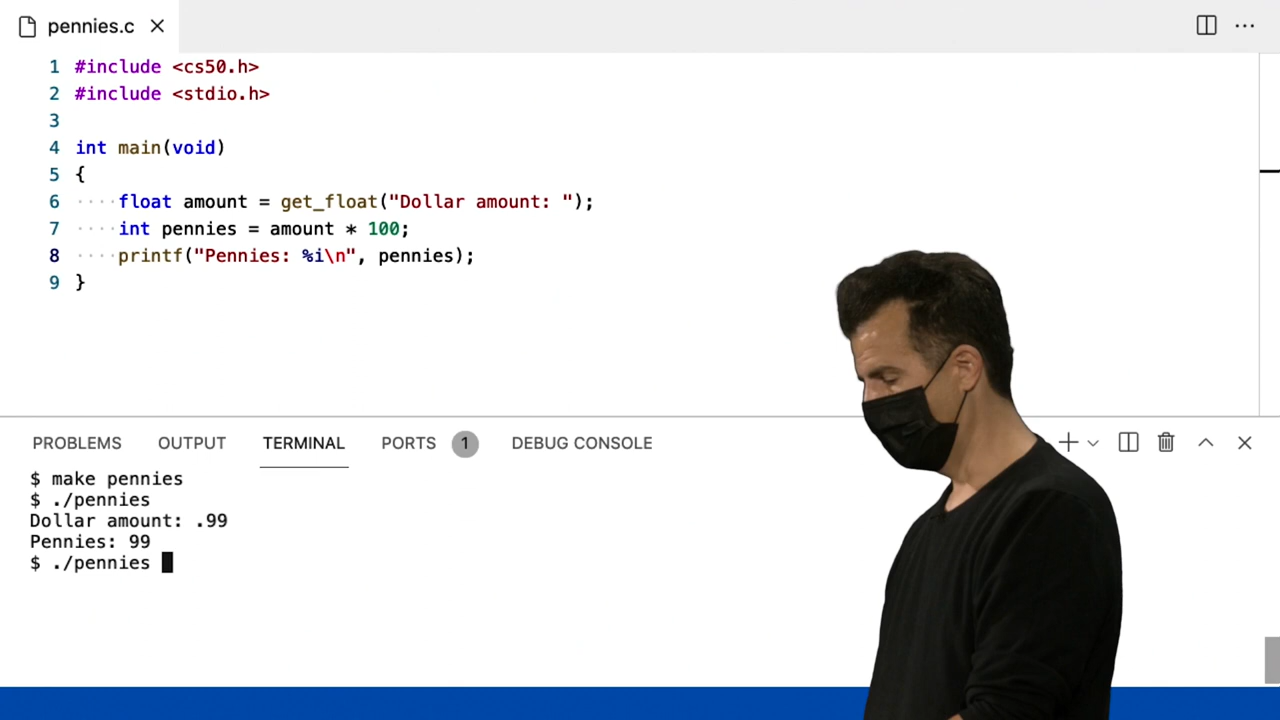 pennies.c
1 #include <cs50.h>
2 #include <stdio.h>
3
4 int main(void)
5 {
6 ····float amount = get_float("Dollar amount: ");
7 ····int pennies = amount * 100;
8 ····printf("Pennies: %i\n", pennies);
9 }
PROBLEMS OUTPUT TERMINAL PORTS 1 DEBUG CONSOLE
$ make pennies
$ ./pennies
Dollar amount: .99
Pennies: 99
$ ./pennies